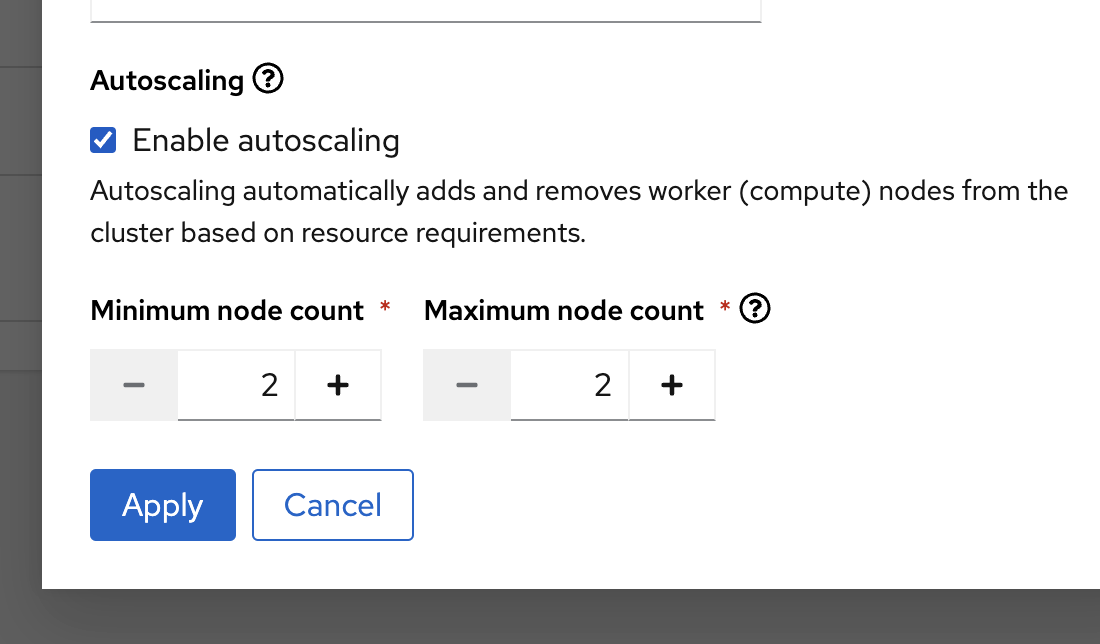 Autoscaling
Enable autoscaling
Autoscaling automatically adds and removes worker (compute) nodes from the
cluster based on resource requirements.
Minimum node count * Maximum node count *
2 2
Apply Cancel